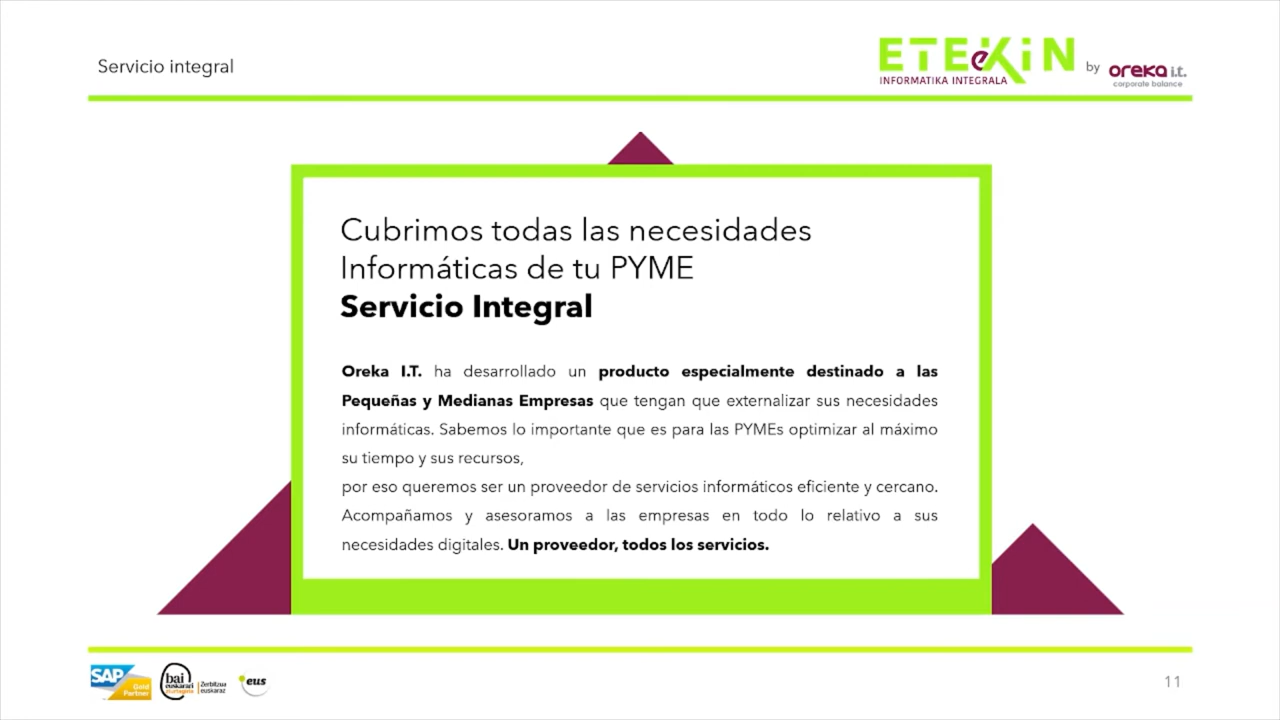 Servicio integral
ETEKiN
e
INFORMATIKA INTEGRALA
by
oreka i.t.
corporate balance
Cubrimos todas las necesidades
Informáticas de tu PYME
Servicio Integral
Oreka I.T. ha desarrollado un producto especialmente destinado a las
Pequeñas y Medianas Empresas que tengan que externalizar sus necesidades
informáticas. Sabemos lo importante que es para las PYMEs optimizar al máximo
su tiempo y sus recursos,
por eso queremos ser un proveedor de servicios informáticos eficiente y cercano.
Acompañamos y asesoramos a las empresas en todo lo relativo a sus
necesidades digitales. Un proveedor, todos los servicios.
SAP
Gold
Partner
bai
euskarari
ziurtagiria
Zerbitzua
euskaraz
.eus
11